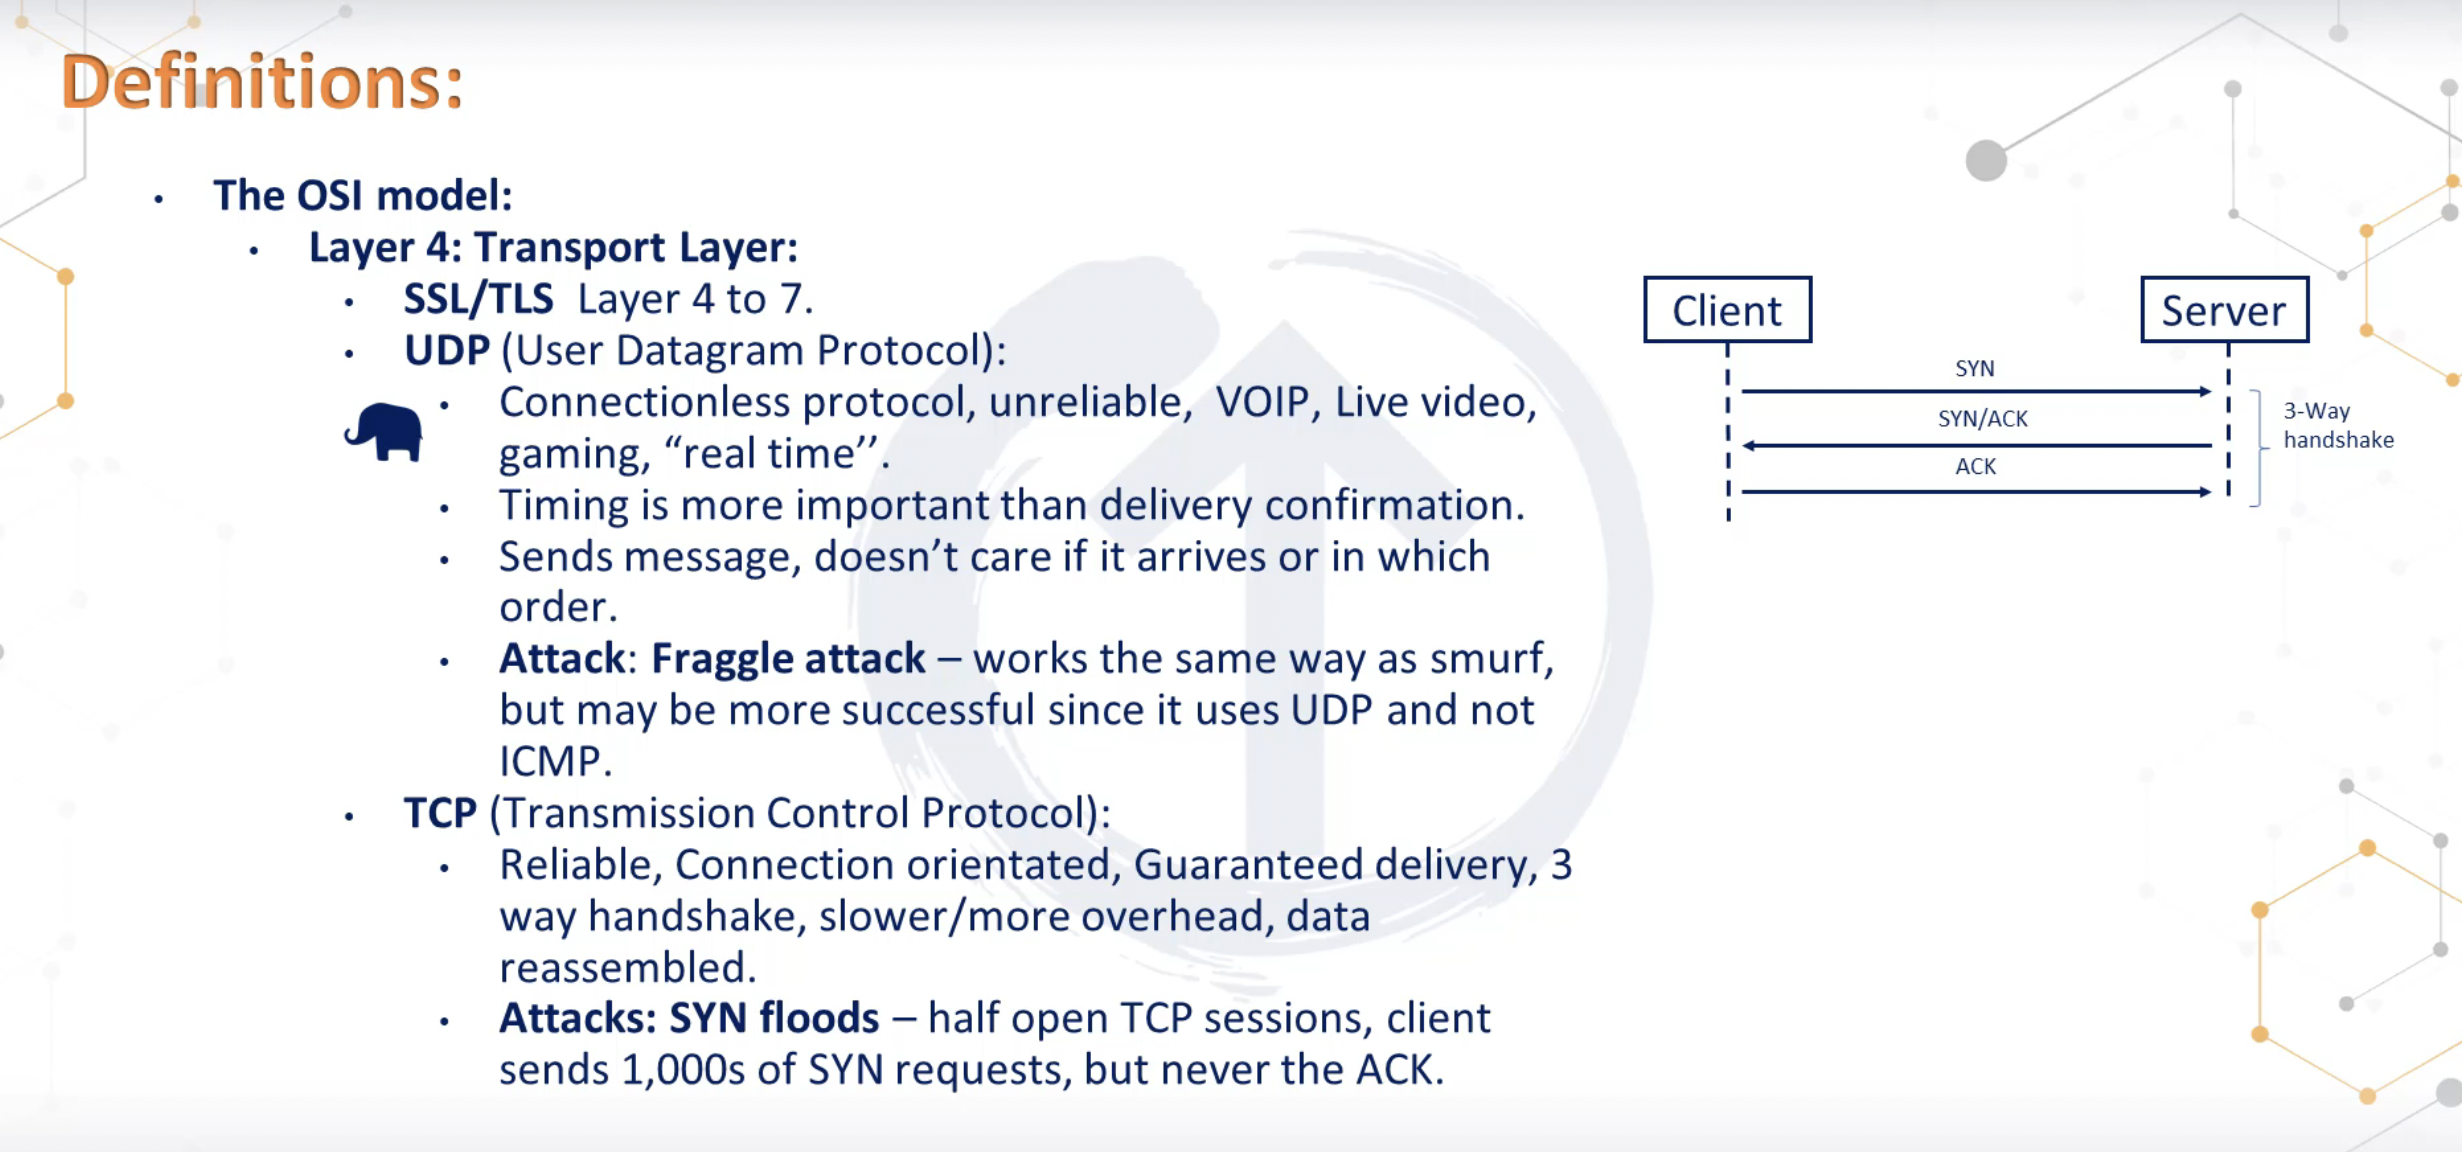 Definitions:
• The OSI model:
• Layer 4: Transport Layer:
• SSL/TLS Layer 4 to 7.
• UDP (User Datagram Protocol):
• Connectionless protocol, unreliable, VOIP, Live video,
gaming, “real time’’.
• Timing is more important than delivery confirmation.
• Sends message, doesn’t care if it arrives or in which
order.
• Attack: Fraggle attack – works the same way as smurf,
but may be more successful since it uses UDP and not
ICMP.
• TCP (Transmission Control Protocol):
• Reliable, Connection orientated, Guaranteed delivery, 3
way handshake, slower/more overhead, data
reassembled.
• Attacks: SYN floods – half open TCP sessions, client
sends 1,000s of SYN requests, but never the ACK.
Client
Server
SYN
SYN/ACK
ACK
3-Way
handshake